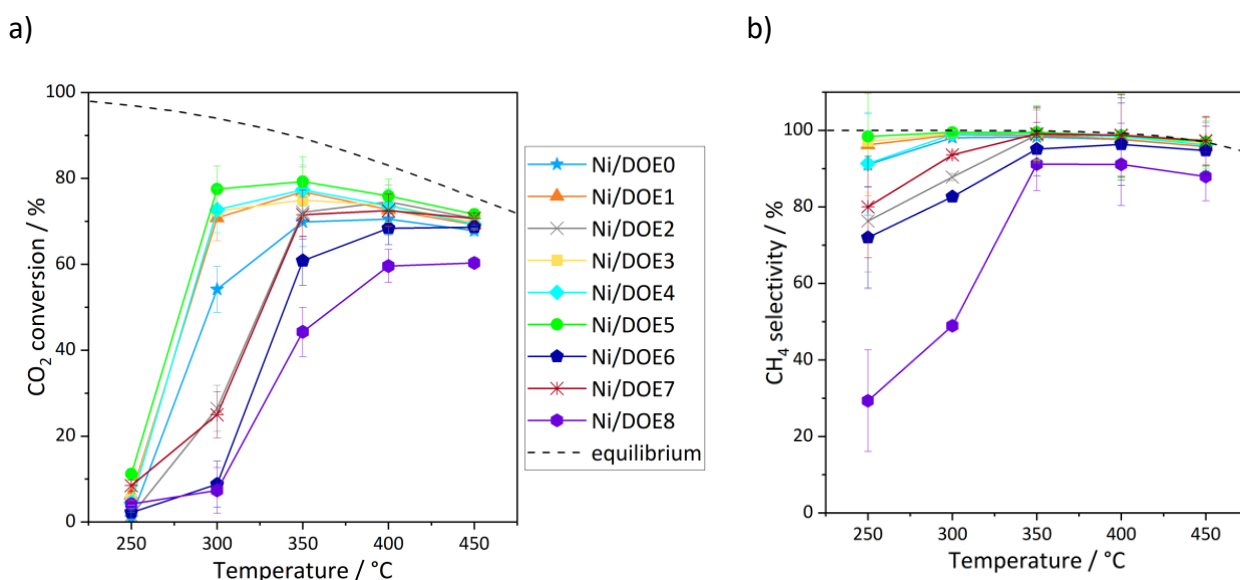 a)
CO₂ conversion / %
100
80
60
40
20
0
250 300 350 400 450
Temperature / °C
Ni/DOE0
Ni/DOE1
Ni/DOE2
Ni/DOE3
Ni/DOE4
Ni/DOE5
Ni/DOE6
Ni/DOE7
Ni/DOE8
equilibrium
b)
CH₄ selectivity / %
100
80
60
40
20
0
250 300 350 400 450
Temperature / °C